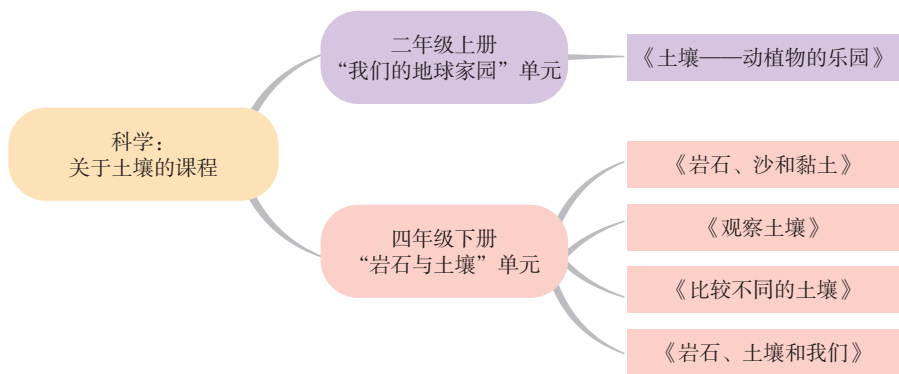 科学：
关于土壤的课程
二年级上册
“我们的地球家园”单元
《土壤——动植物的乐园》
四年级下册
“岩石与土壤”单元
《岩石、沙和黏土》
《观察土壤》
《比较不同的土壤》
《岩石、土壤和我们》